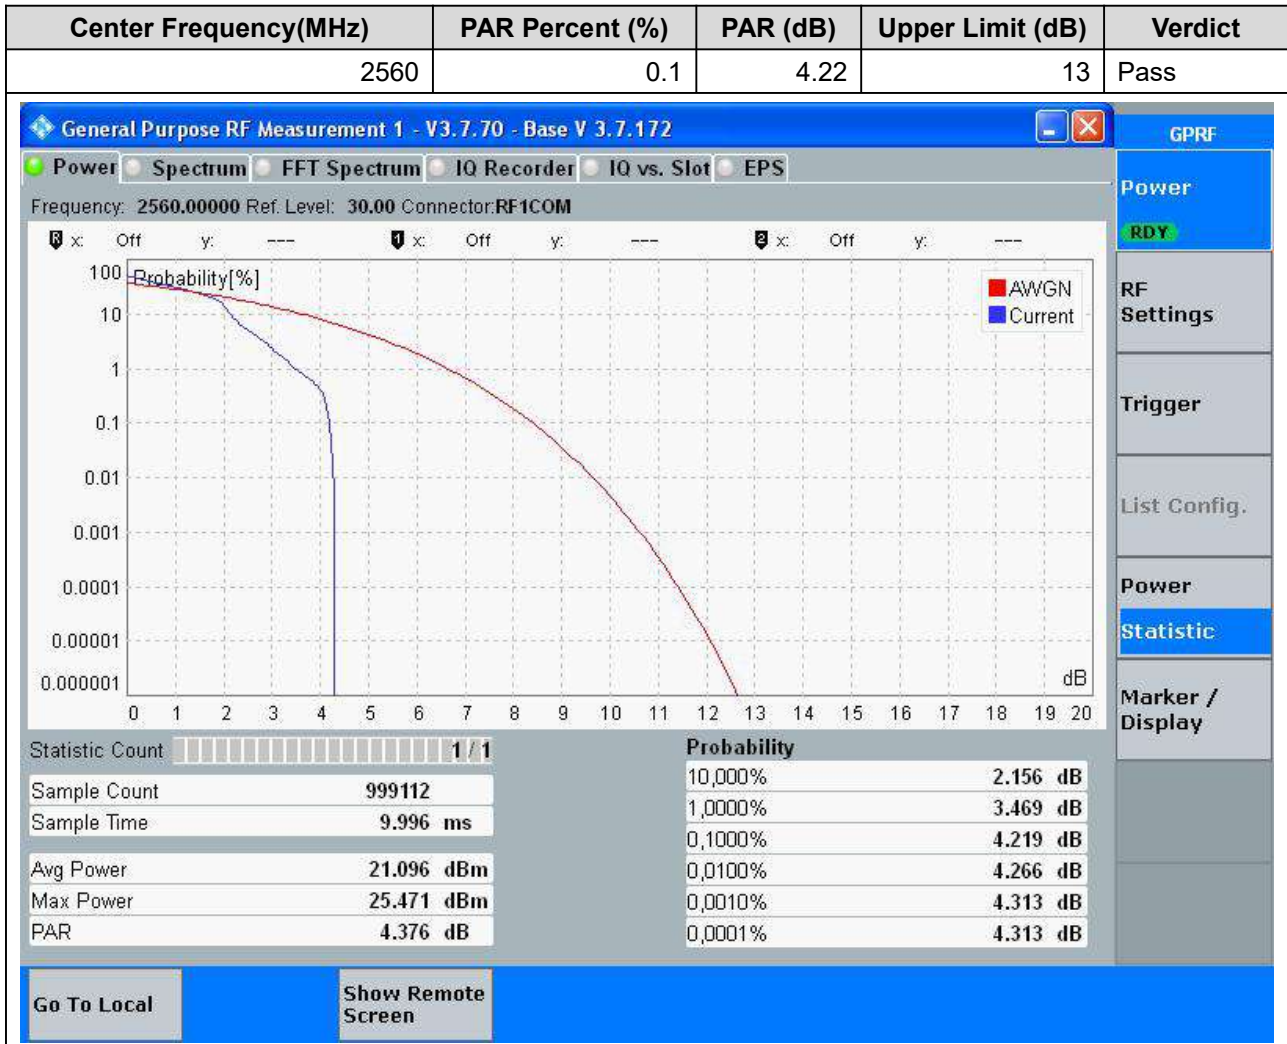 Center Frequency(MHz) PAR Percent (%) PAR (dB) Upper Limit (dB) Verdict
2560 0.1 4.22 13 Pass
General Purpose RF Measurement 1 - V3.7.70 - Base V 3.7.172
GPRF
Power Spectrum FFT Spectrum IQ Recorder IQ vs. Slot EPS
Frequency: 2560.00000 Ref. Level: 30.00 Connector:RF1COM
R x: Off y: --- 1 x: Off y: --- 2 x: Off y: ---
Power
RDY
RF
Settings
Trigger
List Config.
Power
Statistic
Marker /
Display
Probability[%]
AWGN
Current
100
10
1
0.1
0.01
0.001
0.0001
0.00001
0.000001
dB
0 1 2 3 4 5 6 7 8 9 10 11 12 13 14 15 16 17 18 19 20
Statistic Count 1 / 1
Sample Count 999112
Sample Time 9.996 ms
Avg Power 21.096 dBm
Max Power 25.471 dBm
PAR 4.376 dB
Probability
10,000% 2.156 dB
1,0000% 3.469 dB
0,1000% 4.219 dB
0,0100% 4.266 dB
0,0010% 4.313 dB
0,0001% 4.313 dB
Go To Local
Show Remote
Screen